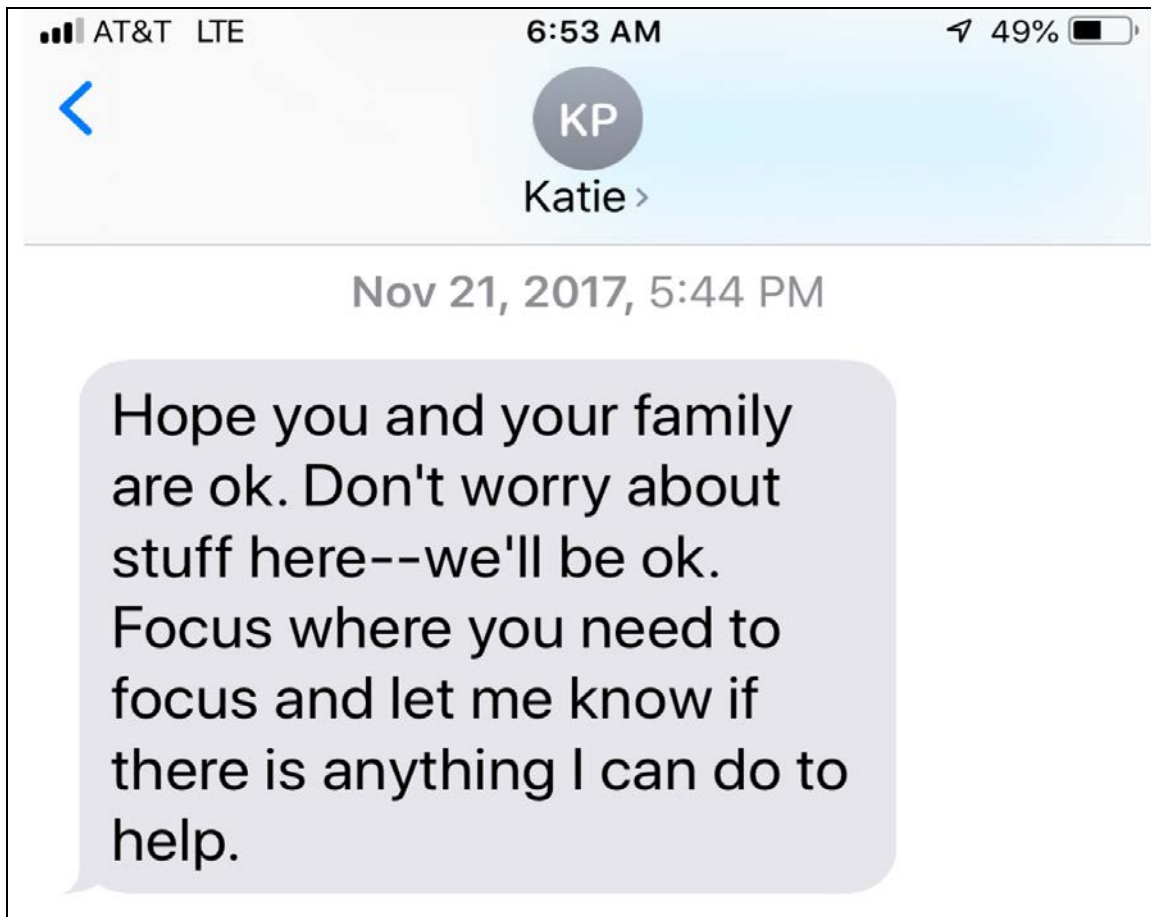 AT&T LTE 6:53 AM 49%
KP
Katie >
Nov 21, 2017, 5:44 PM
Hope you and your family
are ok. Don't worry about
stuff here--we'll be ok.
Focus where you need to
focus and let me know if
there is anything I can do to
help.